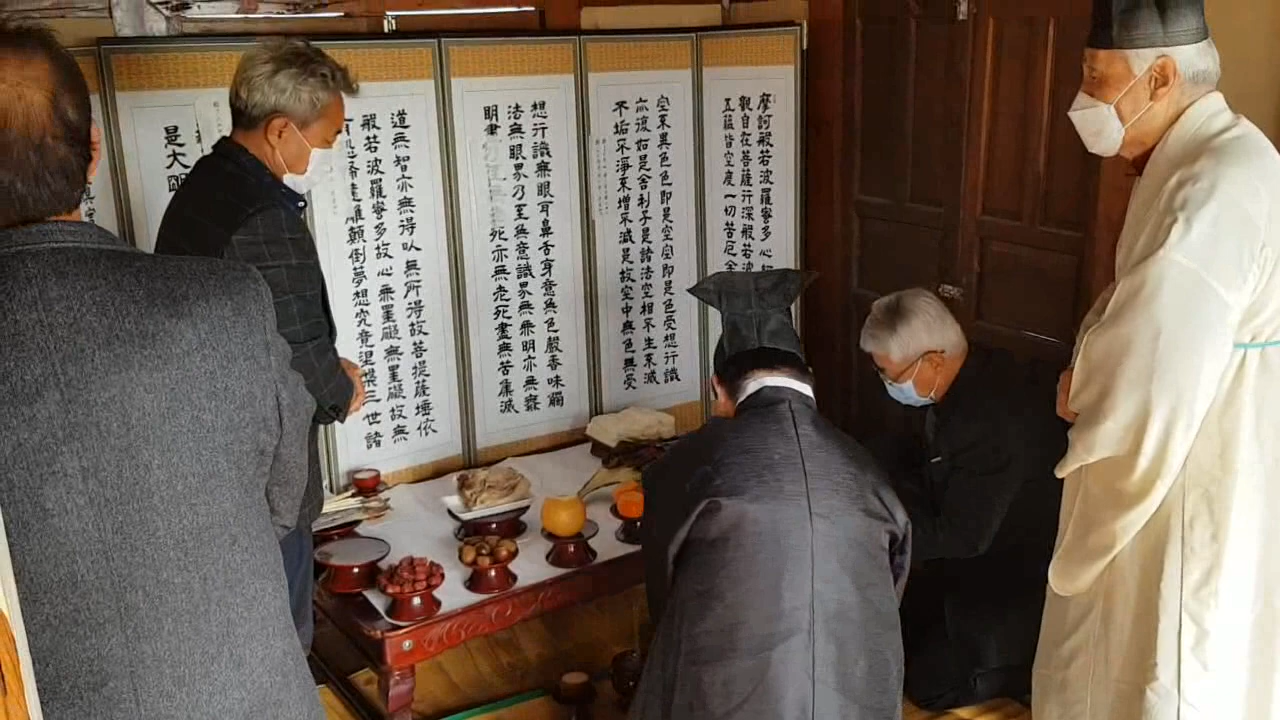 摩訶般若波羅蜜多心
觀自在菩薩行深般若波
五蘊皆空度一切苦厄舍
空不異色色即是空空即是色受想行識
亦復如是舍利子是諸法空相不生不滅
不垢不淨不增不減是故空中無色無受
想行識無眼耳鼻舌身意無色聲香味觸
法無眼界乃至無意識界無無明亦無無
明盡死亦無老死盡無苦集滅
道無智亦無得以無所得故菩提薩埵依
般若波羅蜜多故心無罣礙無罣礙故無
有遠離顛倒夢想究竟涅槃三世諸
是大明